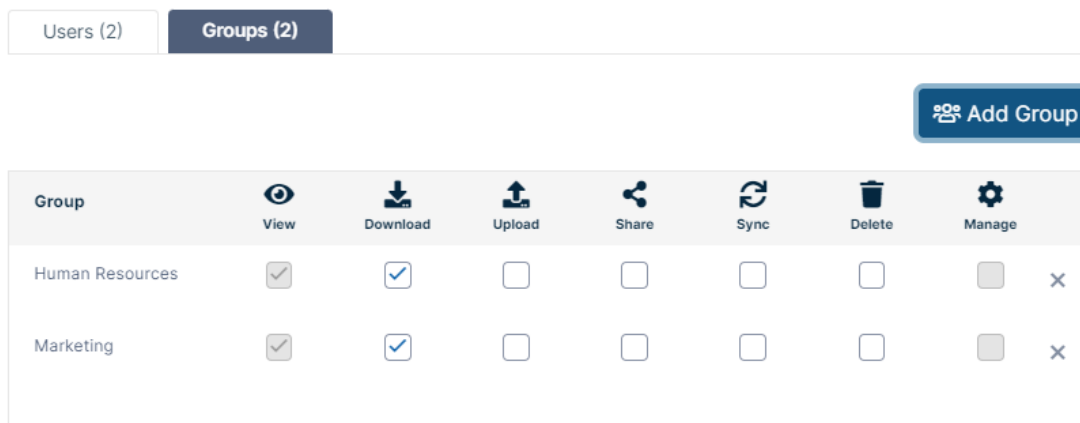 Users (2) Groups (2)
Add Group
Group View Download Upload Share Sync Delete Manage
Human Resources
Marketing